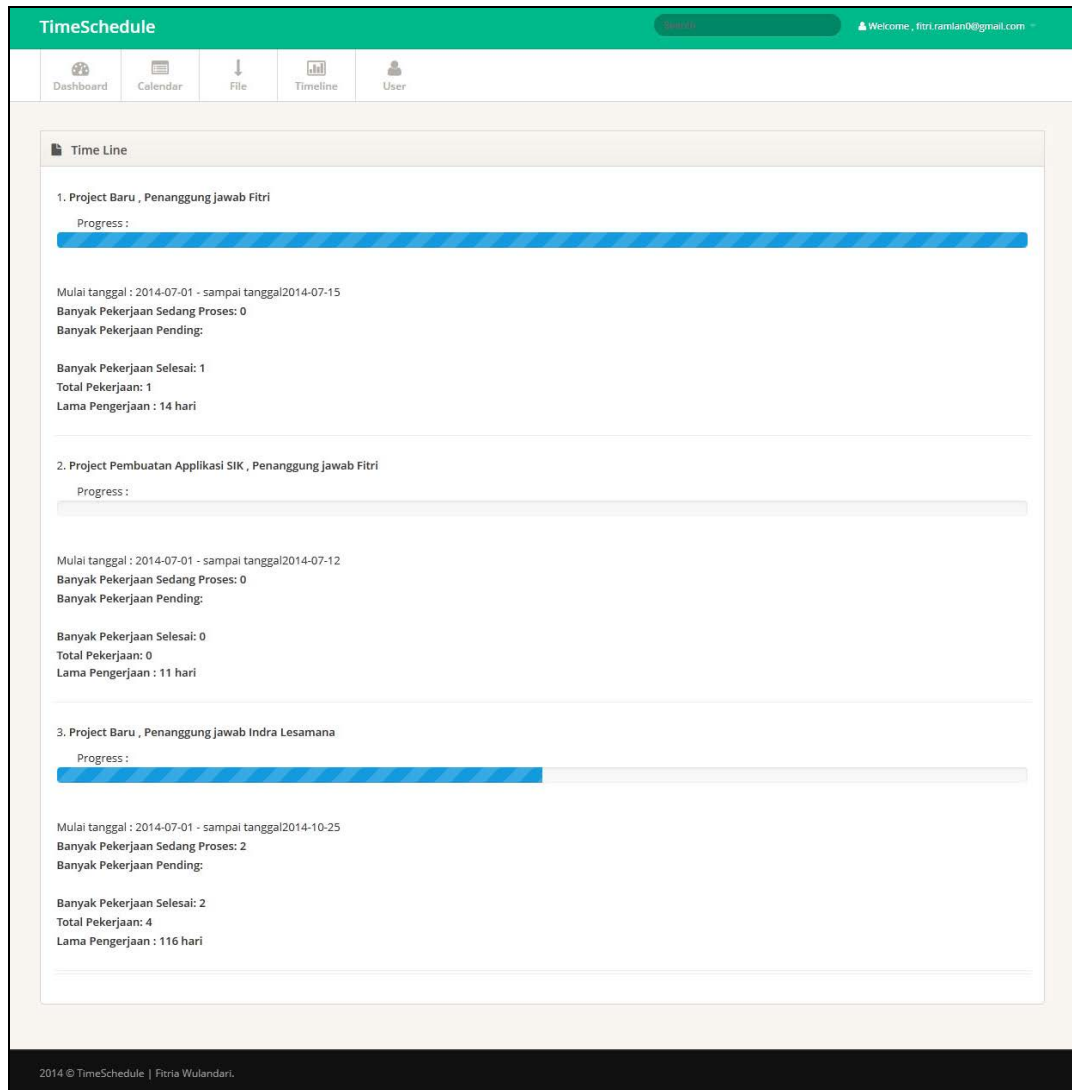 TimeSchedule
Search
Welcome , fitri.ramlan0@gmail.com
Dashboard
Calendar
File
Timeline
User
Time Line
1. Project Baru , Penanggung jawab Fitri
Progress :
Mulai tanggal : 2014-07-01 - sampai tanggal2014-07-15
Banyak Pekerjaan Sedang Proses: 0
Banyak Pekerjaan Pending:
Banyak Pekerjaan Selesai: 1
Total Pekerjaan: 1
Lama Pengerjaan : 14 hari
2. Project Pembuatan Applikasi SIK , Penanggung jawab Fitri
Progress :
Mulai tanggal : 2014-07-01 - sampai tanggal2014-07-12
Banyak Pekerjaan Sedang Proses: 0
Banyak Pekerjaan Pending:
Banyak Pekerjaan Selesai: 0
Total Pekerjaan: 0
Lama Pengerjaan : 11 hari
3. Project Baru , Penanggung jawab Indra Lesamana
Progress :
Mulai tanggal : 2014-07-01 - sampai tanggal2014-10-25
Banyak Pekerjaan Sedang Proses: 2
Banyak Pekerjaan Pending:
Banyak Pekerjaan Selesai: 2
Total Pekerjaan: 4
Lama Pengerjaan : 116 hari
2014 © TimeSchedule | Fitria Wulandari.